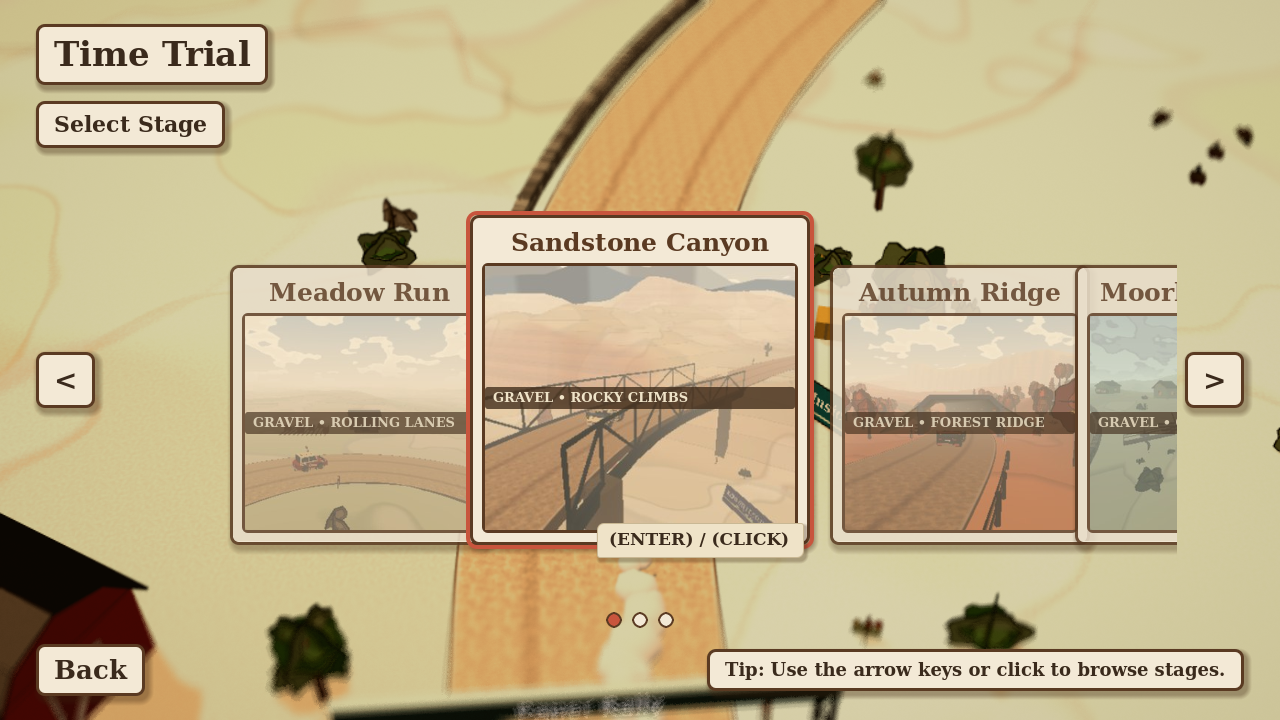 Time Trial
Select Stage
Meadow Run
GRAVEL • ROLLING LANES
Sandstone Canyon
GRAVEL • ROCKY CLIMBS
(ENTER) / (CLICK)
Autumn Ridge
GRAVEL • FOREST RIDGE
GRAVEL •
<
>
Back
Tip: Use the arrow keys or click to browse stages.